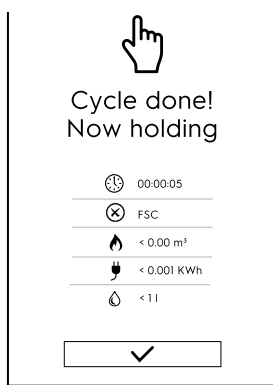 Cycle done!
Now holding
00:00:05
FSC
< 0.00 m³
< 0.001 KWh
< 1 l